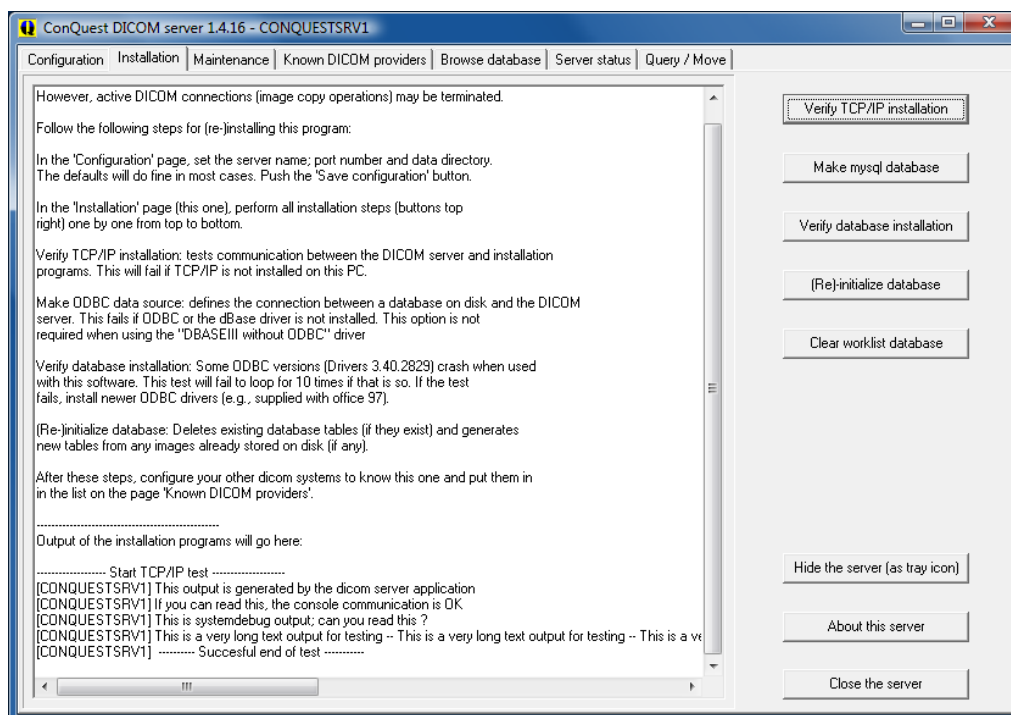 ConQuest DICOM server 1.4.16 - CONQUESTSRV1
Configuration Installation Maintenance Known DICOM providers Browse database Server status Query / Move
However, active DICOM connections (image copy operations) may be terminated.
Follow the following steps for (re-)installing this program:
In the 'Configuration' page, set the server name; port number and data directory.
The defaults will do fine in most cases. Push the 'Save configuration' button.
In the 'Installation' page (this one), perform all installation steps (buttons top
right) one by one from top to bottom.
Verify TCP/IP installation: tests communication between the DICOM server and installation
programs. This will fail if TCP/IP is not installed on this PC.
Make ODBC data source: defines the connection between a database on disk and the DICOM
server. This fails if ODBC or the dBase driver is not installed. This option is not
required when using the "DBASEIII without ODBC" driver
Verify database installation: Some ODBC versions (Drivers 3.40.2829) crash when used
with this software. This test will fail to loop for 10 times if that is so. If the test
fails, install newer ODBC drivers (e.g., supplied with office 97).
(Re-)initialize database: Deletes existing database tables (if they exist) and generates
new tables from any images already stored on disk (if any).
After these steps, configure your other dicom systems to know this one and put them in
in the list on the page 'Known DICOM providers'.
--------------------------------------------------
Output of the installation programs will go here:
------------------- Start TCP/IP test --------------------
[CONQUESTSRV1] This output is generated by the dicom server application
[CONQUESTSRV1] If you can read this, the console communication is OK
[CONQUESTSRV1] This is systemdebug output; can you read this ?
[CONQUESTSRV1] This is a very long text output for testing -- This is a very long text output for testing -- This is a ve
[CONQUESTSRV1] ---------- Succesful end of test -----------
Verify TCP/IP installation
Make mysql database
Verify database installation
(Re)-initialize database
Clear worklist database
Hide the server (as tray icon)
About this server
Close the server